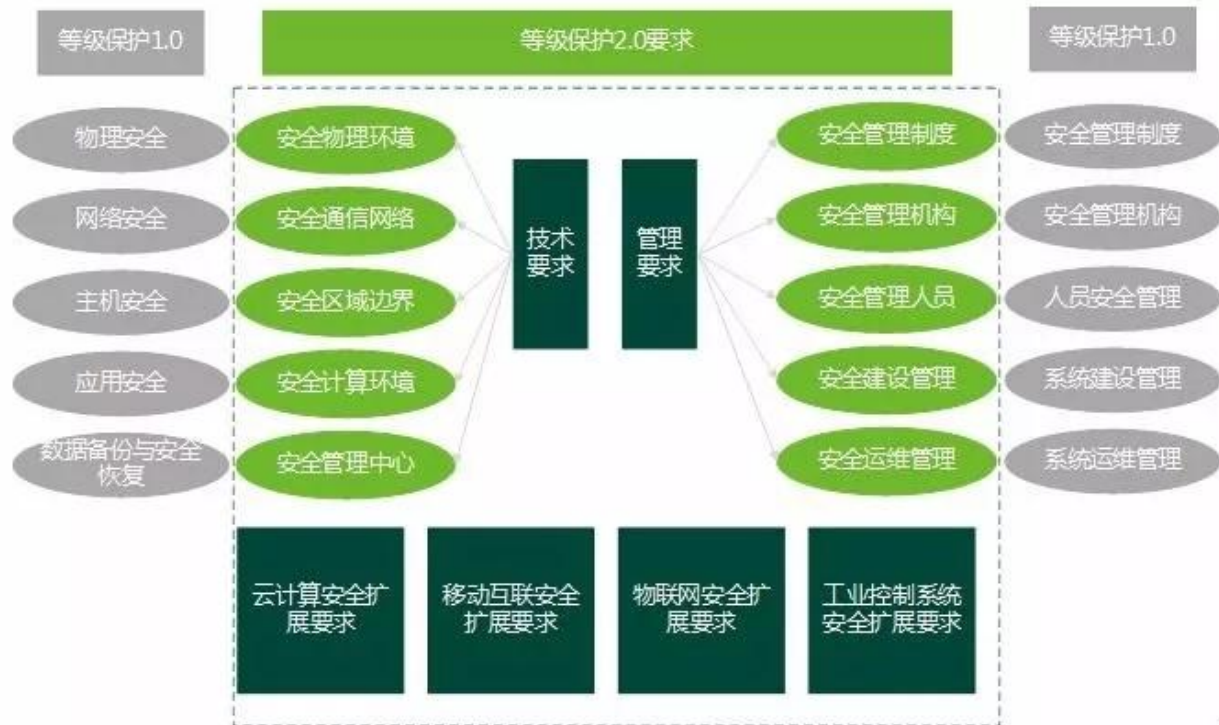 等级保护1.0
等级保护2.0要求
等级保护1.0
物理安全
安全物理环境
安全管理制度
安全管理制度
网络安全
安全通信网络
技术
要求
管理
要求
安全管理机构
安全管理机构
主机安全
安全区域边界
安全管理人员
人员安全管理
应用安全
安全计算环境
安全建设管理
系统建设管理
数据备份与安全
恢复
安全管理中心
安全运维管理
系统运维管理
云计算安全扩
展要求
移动互联安全
扩展要求
物联网安全扩
展要求
工业控制系统
安全扩展要求